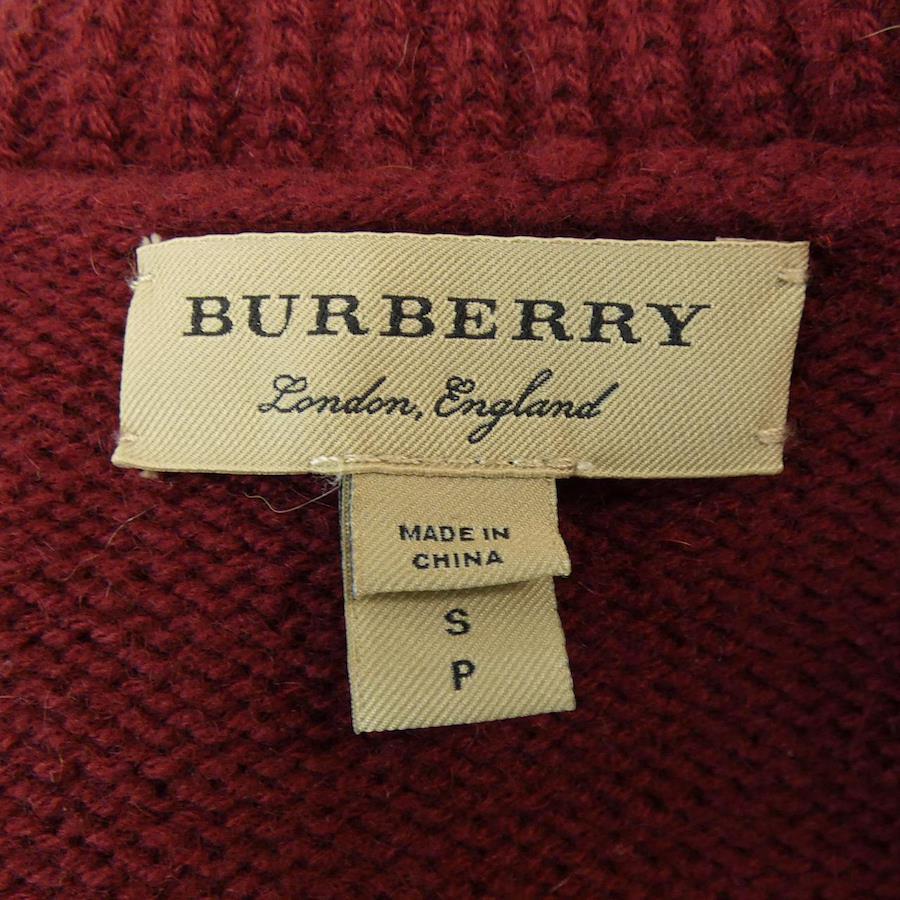 BURBERRY
London, England
MADE IN
CHINA
S
P